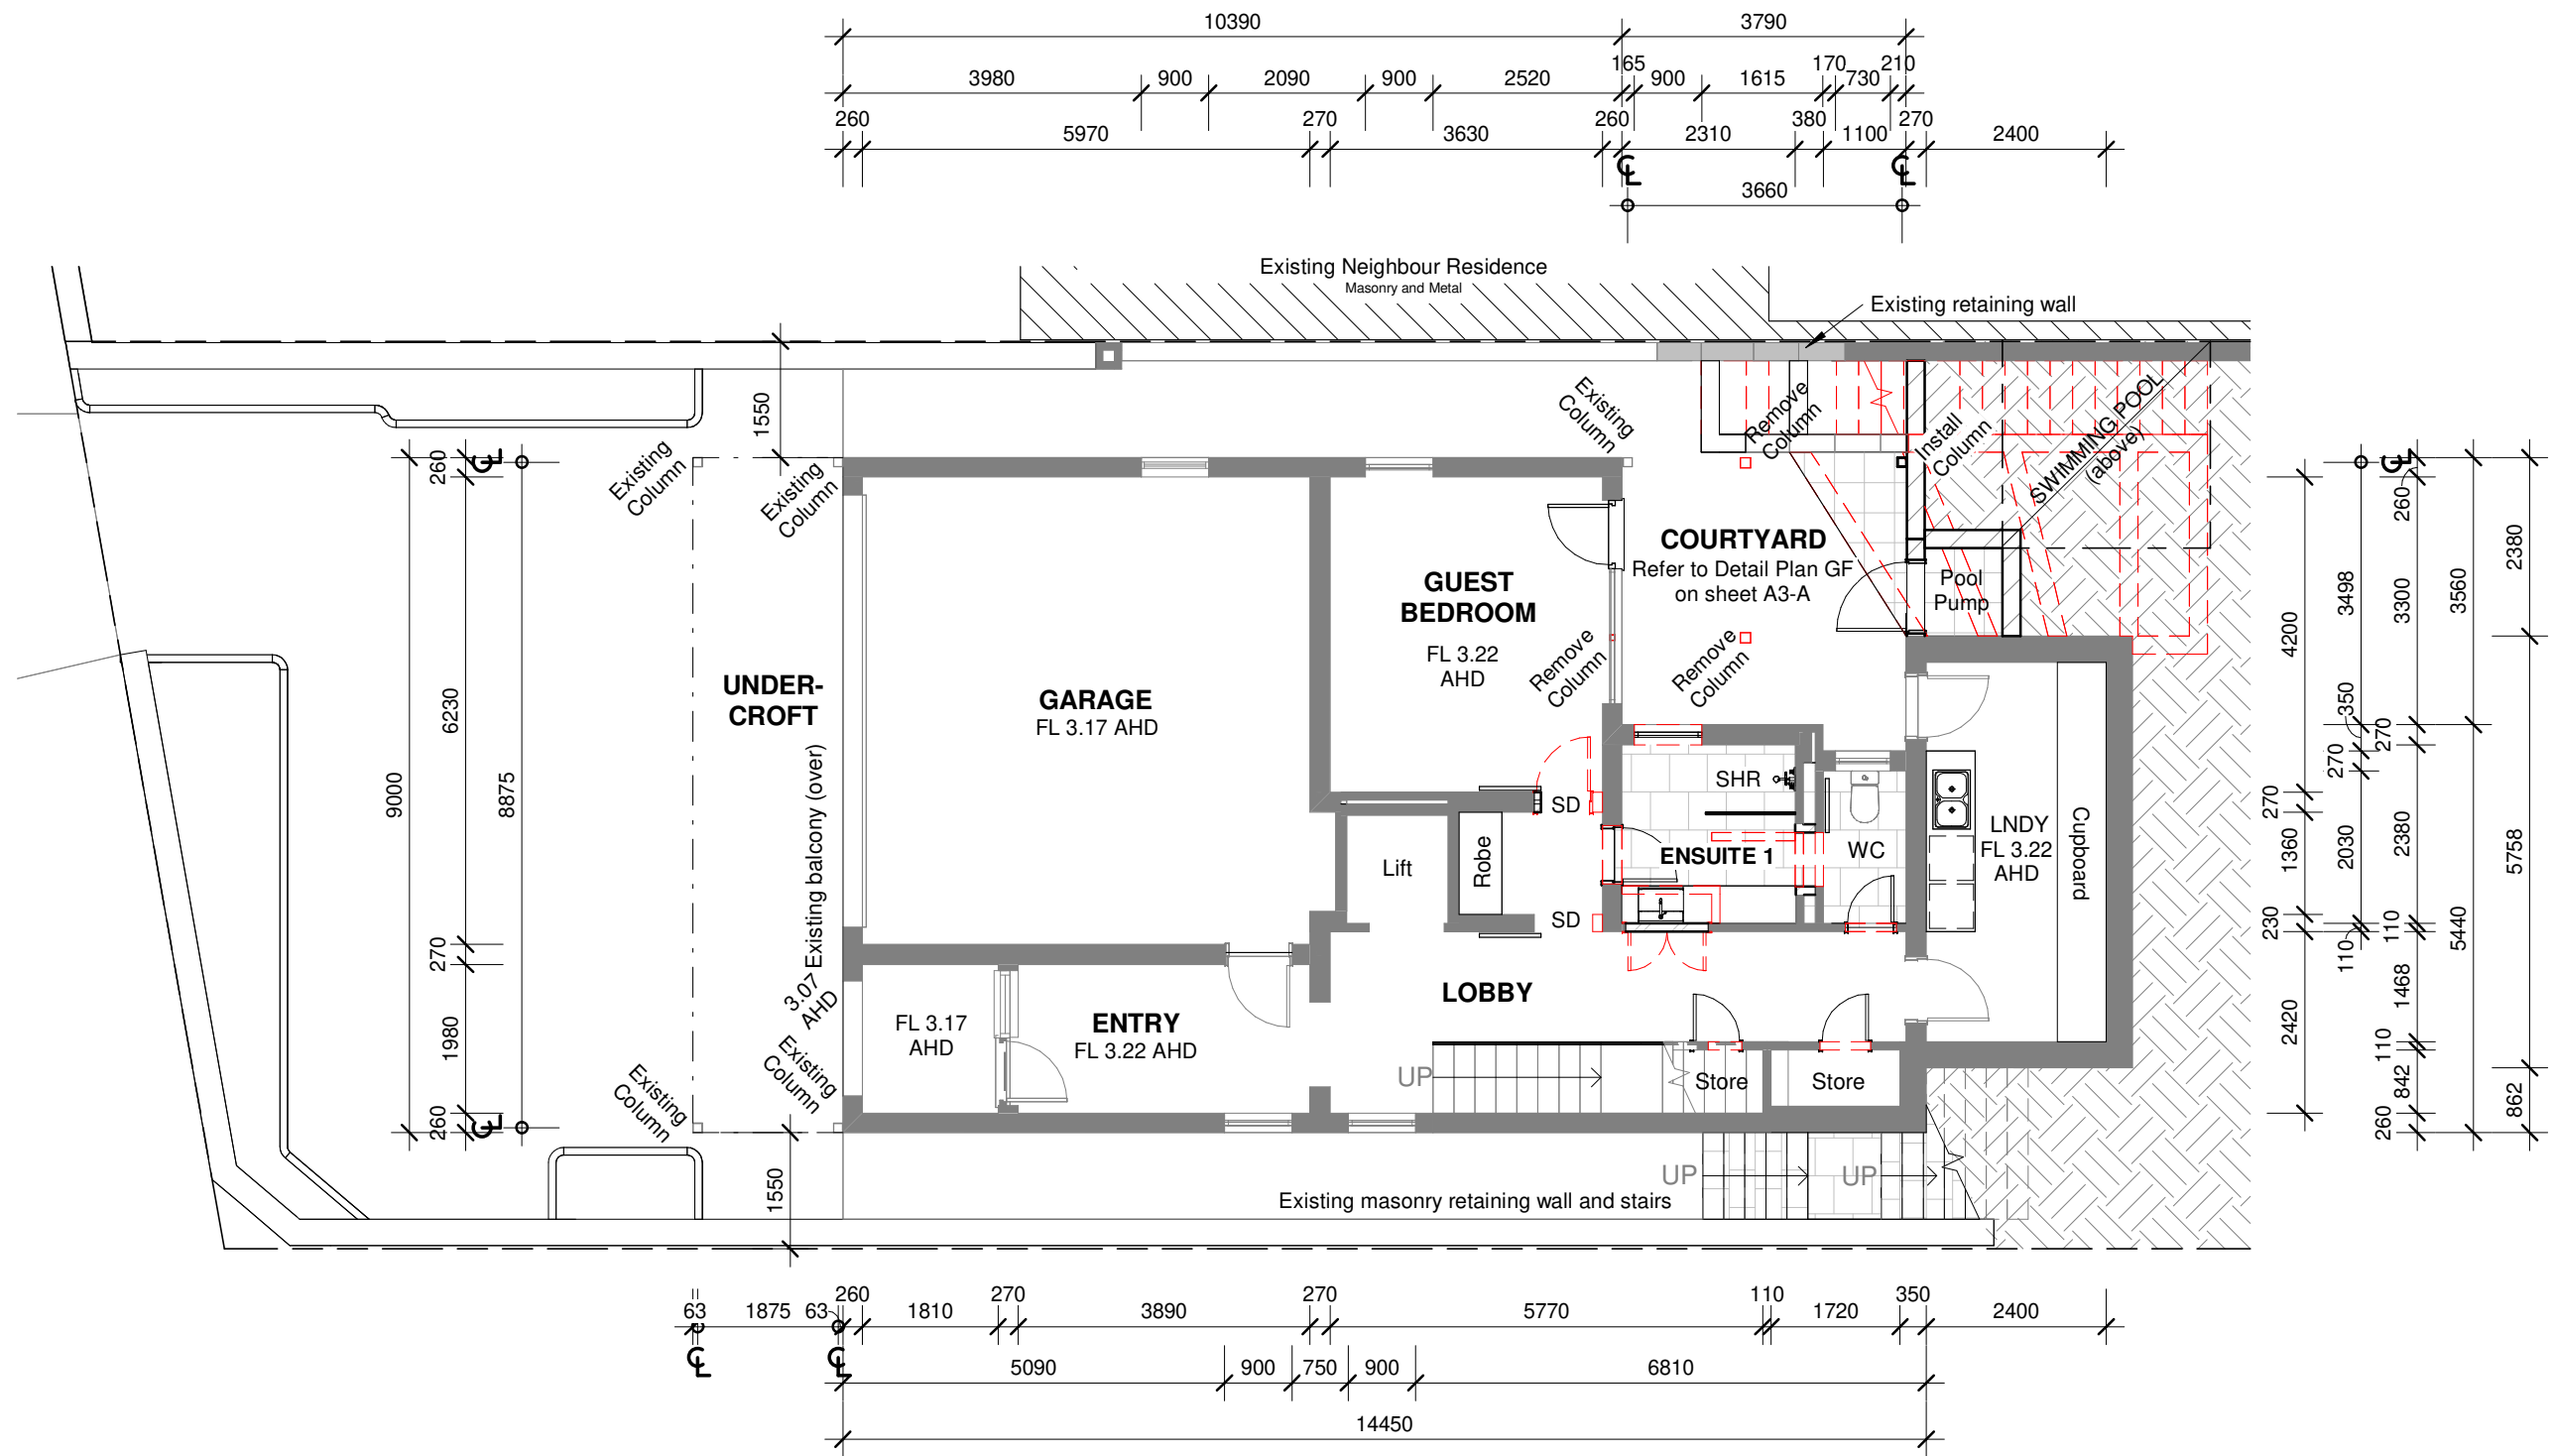 10390
3790
165
170
210
3980
900
2090
900
2520
900
1615
730
260
270
260
380
270
5970
3630
2310
1100
2400
3660
Existing Neighbour Residence
Masonry and Metal
Existing retaining wall
1550
Existing
Column
Existing
Column
Existing
Column
Remove
Column
Install
Column
SWIMMING POOL
(above)
COURTYARD
Refer to Detail Plan GF
on sheet A3-A
Pool
Pump
GUEST
BEDROOM
FL 3.22
AHD
Remove
Column
Remove
Column
UNDER-
CROFT
GARAGE
FL 3.17 AHD
Existing balcony (over)
3.07
AHD
SD
SHR
Lift
Robe
ENSUITE 1
WC
LNDY
FL 3.22
AHD
Cupboard
SD
LOBBY
FL 3.17
AHD
ENTRY
FL 3.22 AHD
Existing
Column
Existing
Column
UP
Store
Store
UP
UP
Existing masonry retaining wall and stairs
1550
9000
260
6230
270
1980
260
8875
4200
270
1360
230
2420
3498
350
270
2030
110
260
3300
270
2380
110
1468
110
842
260
3560
5440
2380
5758
862
63
1875
63
260
1810
270
3890
270
5770
110
1720
350
2400
5090
900
750
900
6810
14450